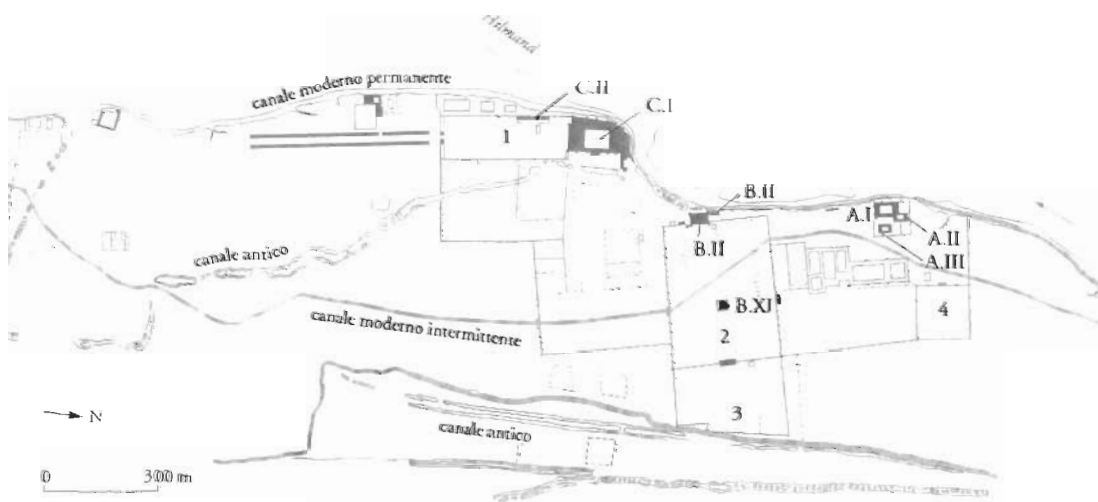 Helmand
canale moderno permanente
C.II
C.I
1
B.II
A.I
B.II
A.II
A.III
canale antico
B.XI
canale moderno intermittente
4
2
N
3
canale antico
0 300 m